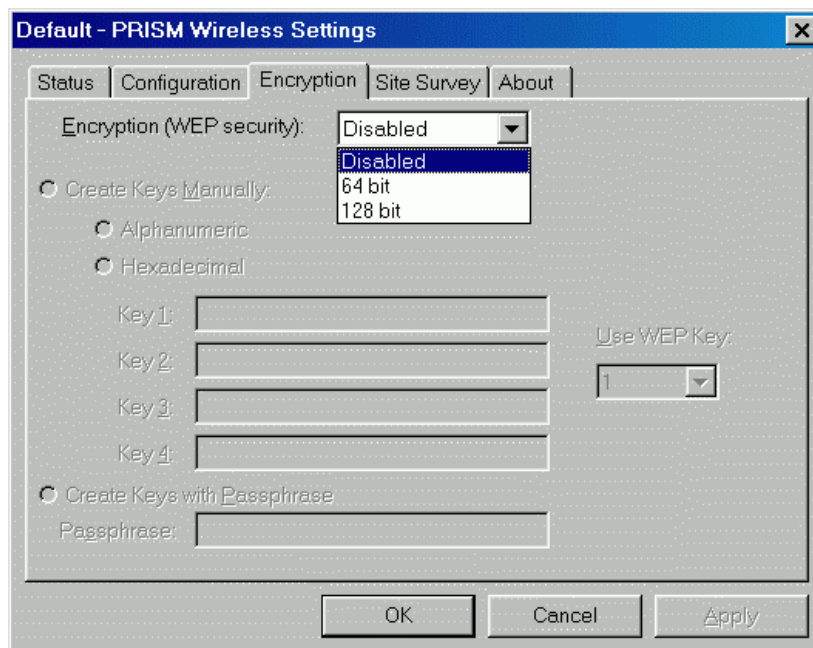 Default - PRISM Wireless Settings
Status Configuration Encryption Site Survey About
Encryption (WEP security): Disabled
Disabled
64 bit
128 bit
Create Keys Manually:
Alphanumeric
Hexadecimal
Key 1:
Use WEP Key:
Key 2:
1
Key 3:
Key 4:
Create Keys with Passphrase
Passphrase:
OK Cancel Apply